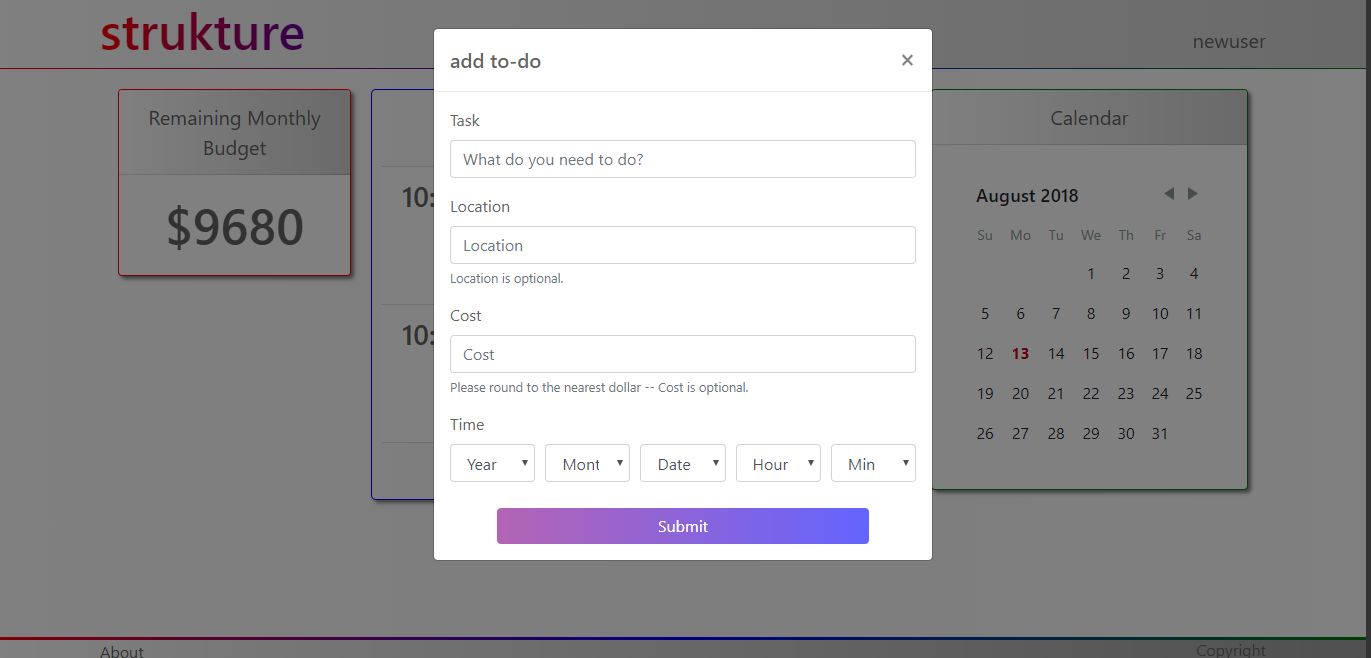 strukture
newuser
Remaining Monthly
Budget
$9680
10:
10:
add to-do
×
Task
What do you need to do?
Location
Location
Location is optional.
Cost
Cost
Please round to the nearest dollar -- Cost is optional.
Time
Year Mont Date Hour Min
Submit
Calendar
August 2018
Su Mo Tu We Th Fr Sa
1 2 3 4
5 6 7 8 9 10 11
12 13 14 15 16 17 18
19 20 21 22 23 24 25
26 27 28 29 30 31
About
Copyright